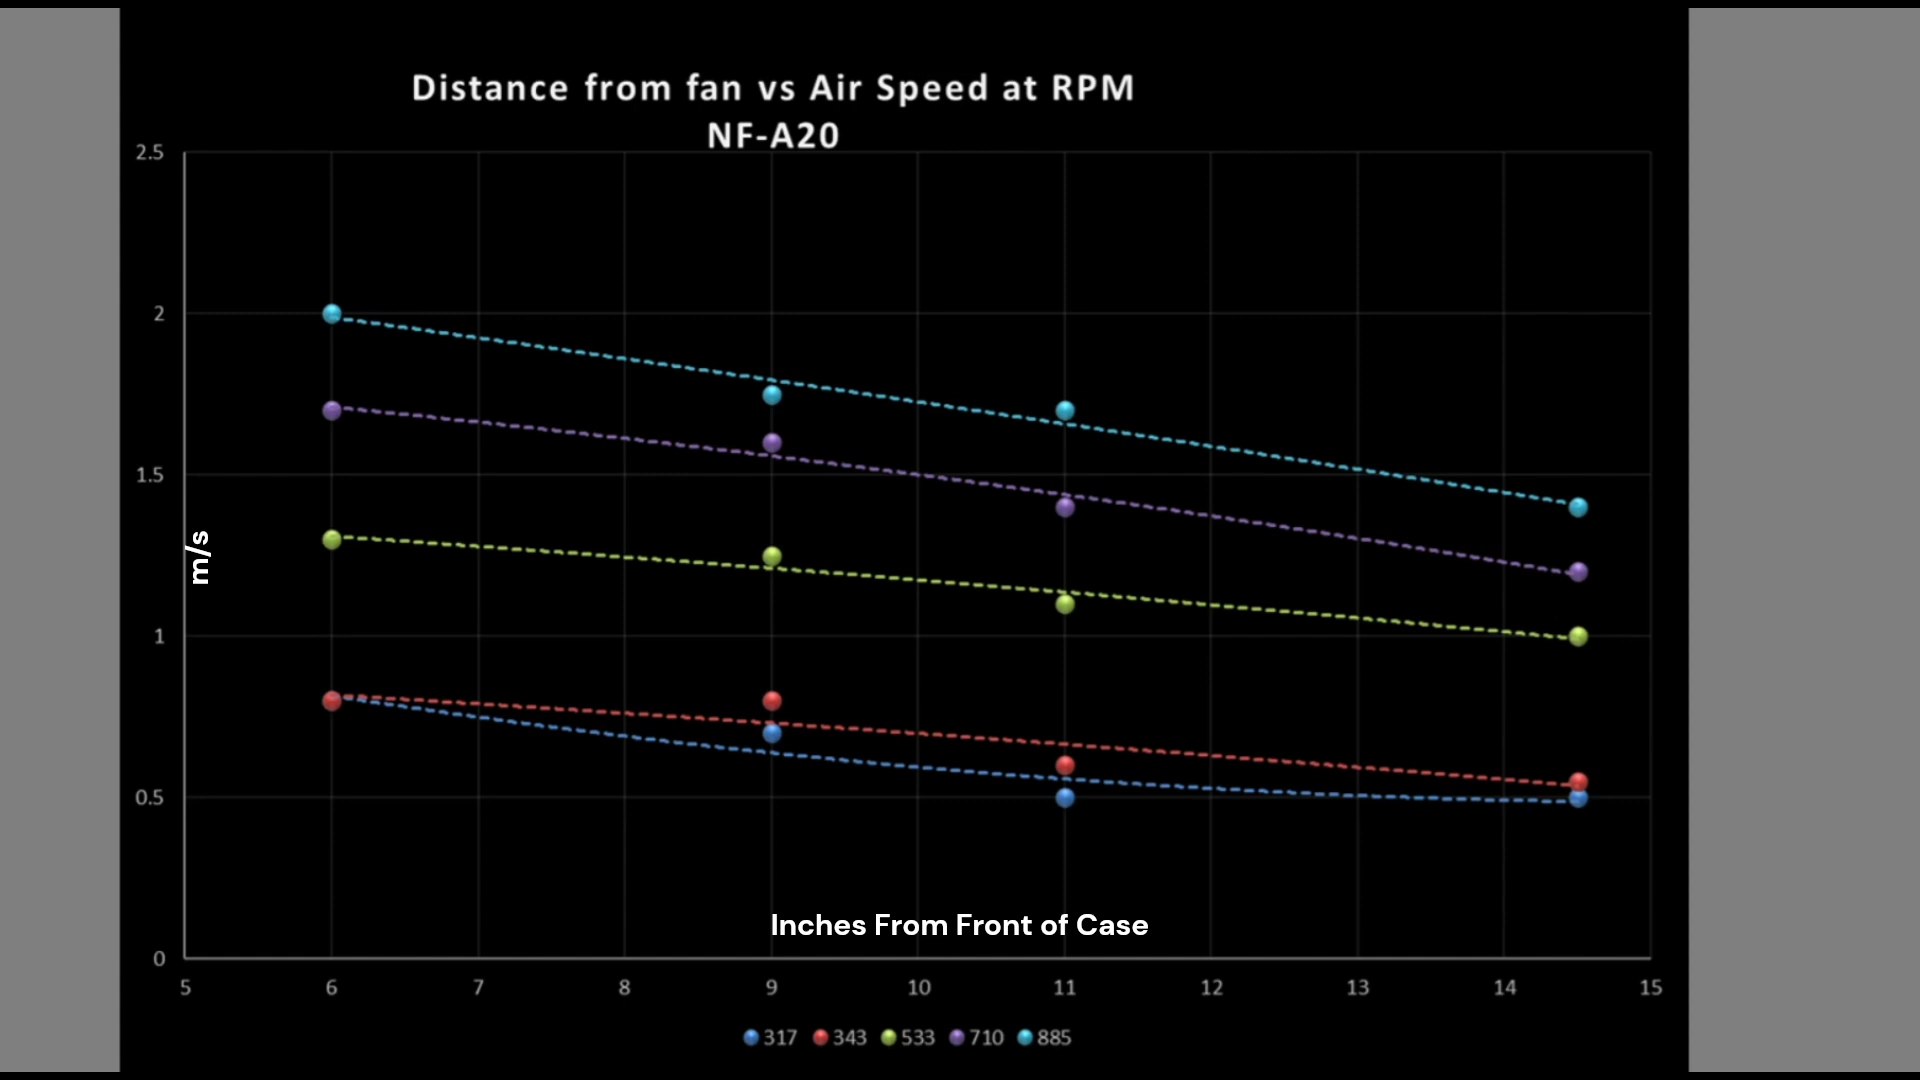 Distance from fan vs Air Speed at RPM
NF-A20
2.5
2
1.5
m/s
1
0.5
Inches From Front of Case
0
5 6 7 8 9 10 11 12 13 14 15
317 343 533 710 885